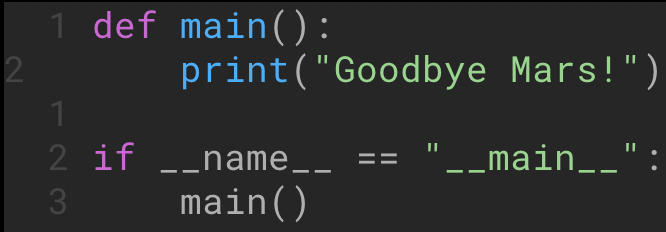 1 def main():
2     print("Goodbye Mars!")
1
2 if __name__ == "__main__":
3     main()